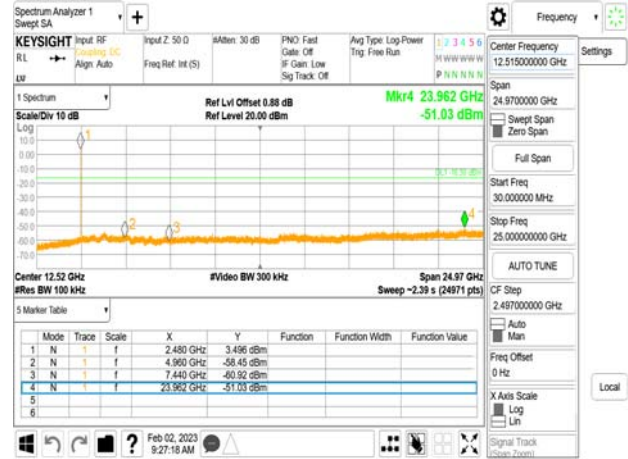 Spectrum Analyzer 1
Swept SA
+
Frequency
KEYSIGHT
RL
Input: RF
Coupling: DC
Align: Auto
Input Z: 50 Ω
Freq Ref: Int (S)
#Atten: 30 dB
PNO: Fast
Gate: Off
IF Gain: Low
Sig Track: Off
Avg Type: Log-Power
Trig: Free Run
1 2 3 4 5 6
M W W W W W
P N N N N N
Center Frequency
12.515000000 GHz
Settings
Span
24.9700000 GHz
Swept Span
Zero Span
Full Span
Start Freq
30.000000 MHz
Stop Freq
25.000000000 GHz
AUTO TUNE
CF Step
2.497000000 GHz
Auto
Man
Freq Offset
0 Hz
X Axis Scale
Log
Lin
Local
Signal Track
(Span Zoom)
1 Spectrum
Scale/Div 10 dB
Ref Lvl Offset 0.88 dB
Ref Level 20.00 dBm
Mkr4 23.962 GHz
-51.03 dBm
Log
10.0
0.00
-10.0
-20.0
-30.0
-40.0
-50.0
-60.0
-70.0
1
2
3
4
Center 12.52 GHz
#Res BW 100 kHz
#Video BW 300 kHz
Span 24.97 GHz
Sweep ~2.39 s (24971 pts)
5 Marker Table
Mode Trace Scale X Y Function Function Width Function Value
1 N 1 f 2.480 GHz 3.496 dBm
2 N 1 f 4.960 GHz -58.45 dBm
3 N 1 f 7.440 GHz -60.92 dBm
4 N 1 f 23.962 GHz -51.03 dBm
5
6
?
Feb 02, 2023
9:27:18 AM